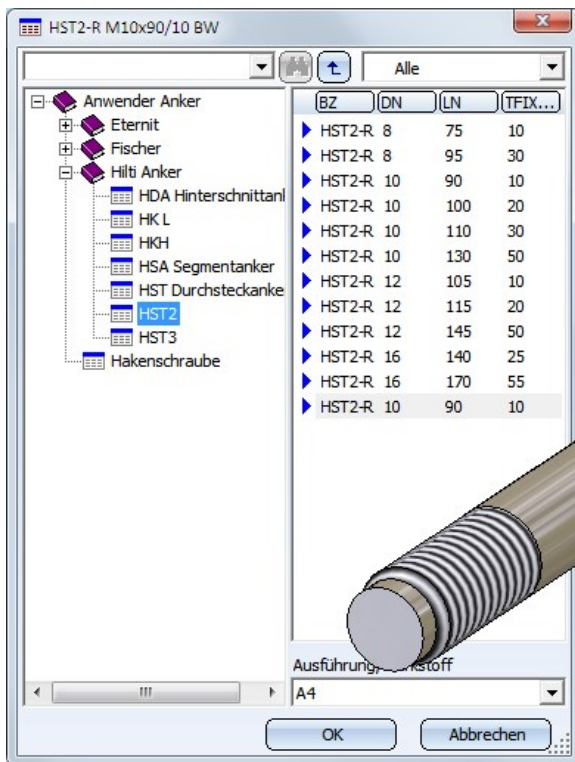 HST2-R M10x90/10 BW
Alle
Anwender Anker
Eternit
Fischer
Hilti Anker
HDA Hinterschnittank
HK L
HKH
HSA Segmentanker
HST Durchsteckanke
HST2
HST3
Hakenschraube
BZ DN LN TFIX...
HST2-R 8 75 10
HST2-R 8 95 30
HST2-R 10 90 10
HST2-R 10 100 20
HST2-R 10 110 30
HST2-R 10 130 50
HST2-R 12 105 10
HST2-R 12 115 20
HST2-R 12 145 50
HST2-R 16 140 25
HST2-R 16 170 55
HST2-R 10 90 10
Ausführung
A4
OK Abbrechen